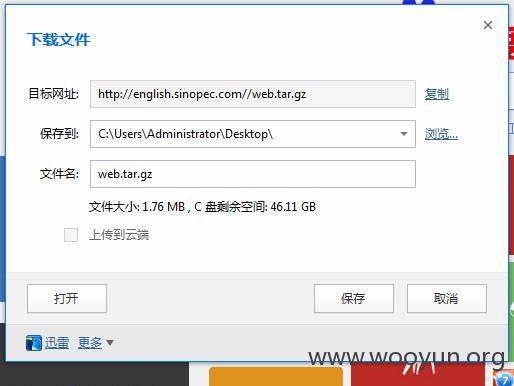 下载文件
目标网址: http://english.sinopec.com//web.tar.gz 复制
保存到: C:\Users\Administrator\Desktop\ 浏览...
文件名: web.tar.gz
文件大小: 1.76 MB , C 盘剩余空间: 46.11 GB
上传到云端
打开 保存 取消
迅雷 更多
www.wooyun.org